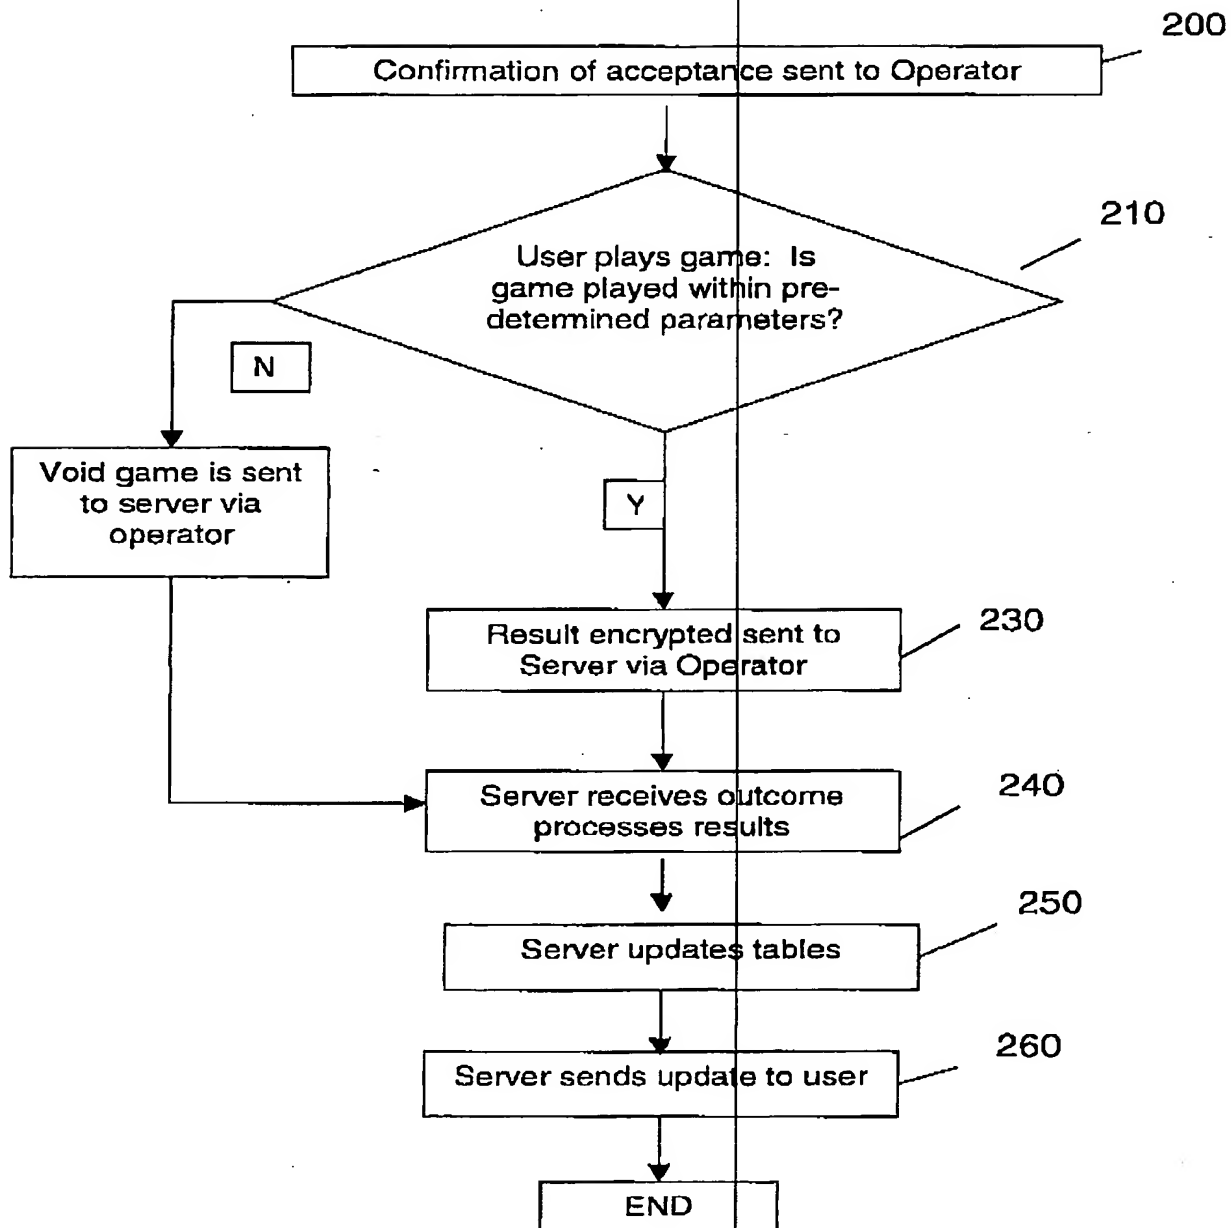 200
Confirmation of acceptance sent to Operator
210
User plays game: Is
game played within pre-
determined parameters?
N
Void game is sent
to server via
operator
Y
230
Result encrypted sent to
Server via Operator
240
Server receives outcome
processes results
250
Server updates tables
260
Server sends update to user
END